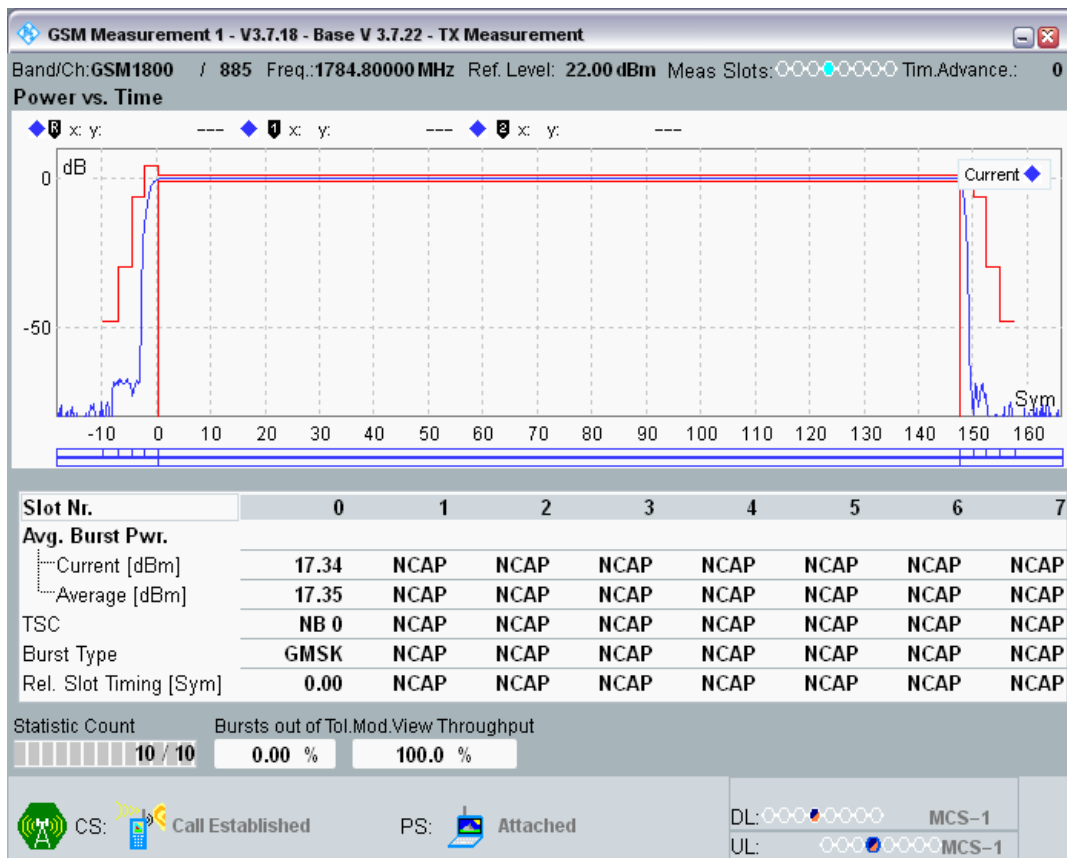 GSM Measurement 1 - V3.7.18 - Base V 3.7.22 - TX Measurement
Band/Ch:GSM1800 / 885 Freq.:1784.80000 MHz Ref. Level: 22.00 dBm Meas Slots: Tim.Advance.: 0
Power vs. Time
R x: y: --- 1 x: y: --- 2 x: y: ---
dB
0
Current
-50
Sym
-10 0 10 20 30 40 50 60 70 80 90 100 110 120 130 140 150 160
Slot Nr. 0 1 2 3 4 5 6 7
Avg. Burst Pwr.
Current [dBm] 17.34 NCAP NCAP NCAP NCAP NCAP NCAP NCAP
Average [dBm] 17.35 NCAP NCAP NCAP NCAP NCAP NCAP NCAP
TSC NB 0 NCAP NCAP NCAP NCAP NCAP NCAP NCAP
Burst Type GMSK NCAP NCAP NCAP NCAP NCAP NCAP NCAP
Rel. Slot Timing [Sym] 0.00 NCAP NCAP NCAP NCAP NCAP NCAP NCAP
Statistic Count Bursts out of Tol.Mod.View Throughput
10 / 10 0.00 % 100.0 %
CS: Call Established PS: Attached
DL: MCS-1
UL: MCS-1